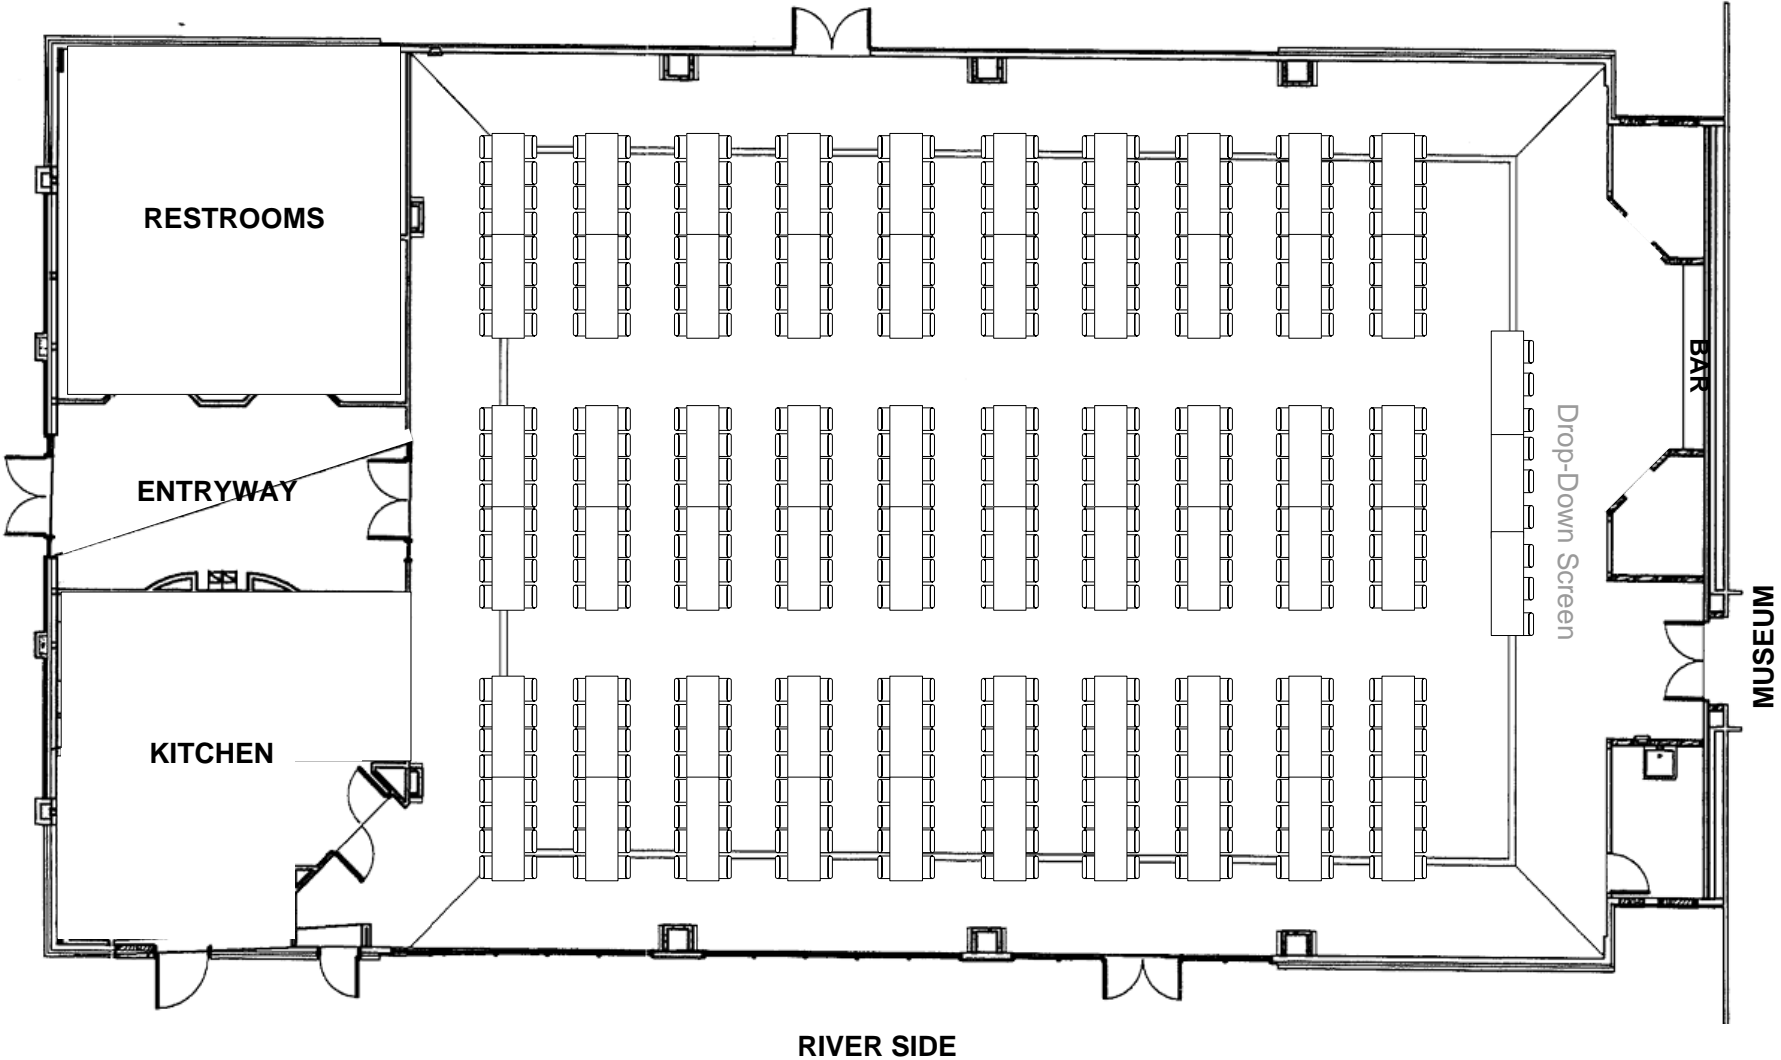 RESTROOMS
BAR
Drop-Down Screen
ENTRYWAY
MUSEUM
KITCHEN
RIVER SIDE